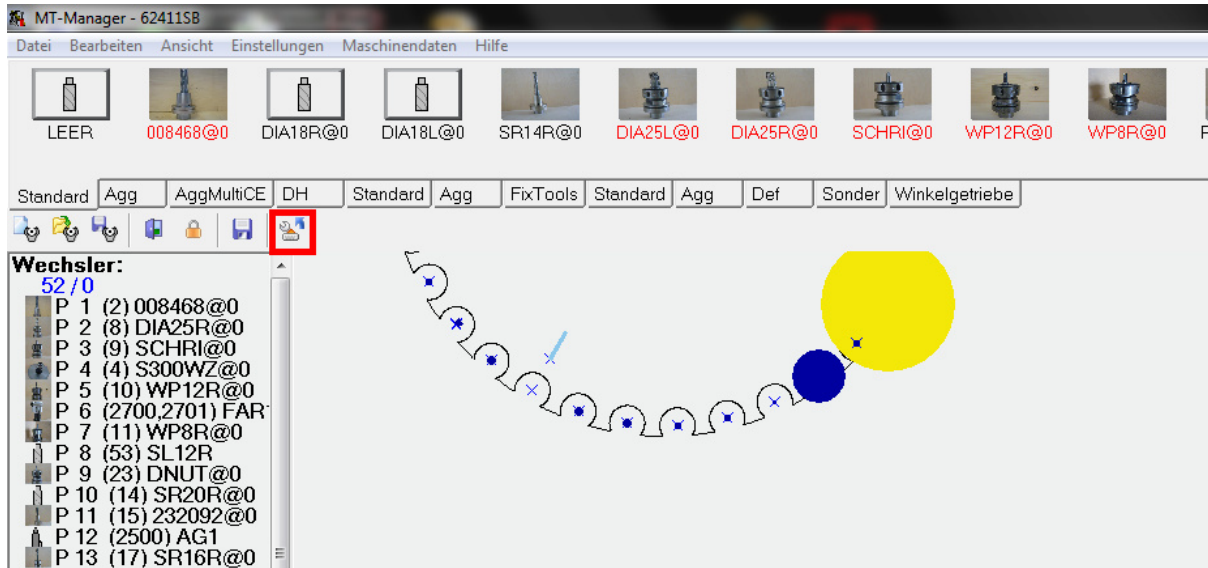 MT-Manager - 62411SB
Datei Bearbeiten Ansicht Einstellungen Maschinendaten Hilfe
LEER 008468@0 DIA18R@0 DIA18L@0 SR14R@0 DIA25L@0 DIA25R@0 SCHRI@0 WP12R@0 WP8R@0
Standard Agg AggMultiCE DH Standard Agg FixTools Standard Agg Def Sonder Winkelgetriebe
Wechsler:
52 / 0
P 1 (2) 008468@0
P 2 (8) DIA25R@0
P 3 (9) SCHRI@0
P 4 (4) S300WZ@0
P 5 (10) WP12R@0
P 6 (2700,2701) FAR
P 7 (11) WP8R@0
P 8 (53) SL12R
P 9 (23) DNUT@0
P 10 (14) SR20R@0
P 11 (15) 232092@0
P 12 (2500) AG1
P 13 (17) SR16R@0